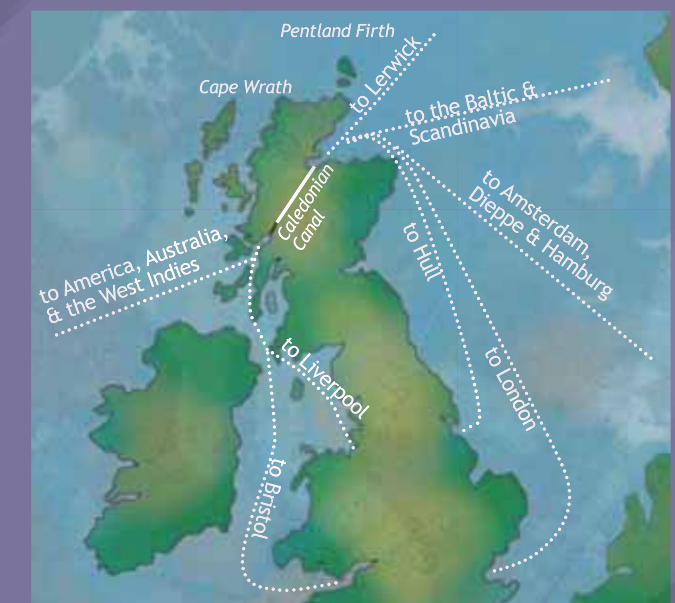 Pentland Firth
to Lerwick
Cape Wrath
to the Baltic &
Scandinavia
Caledonian
Canal
to Amsterdam,
Dieppe & Hamburg
to America, Australia,
& the West Indies
to Hull
to Liverpool
to London
to Bristol